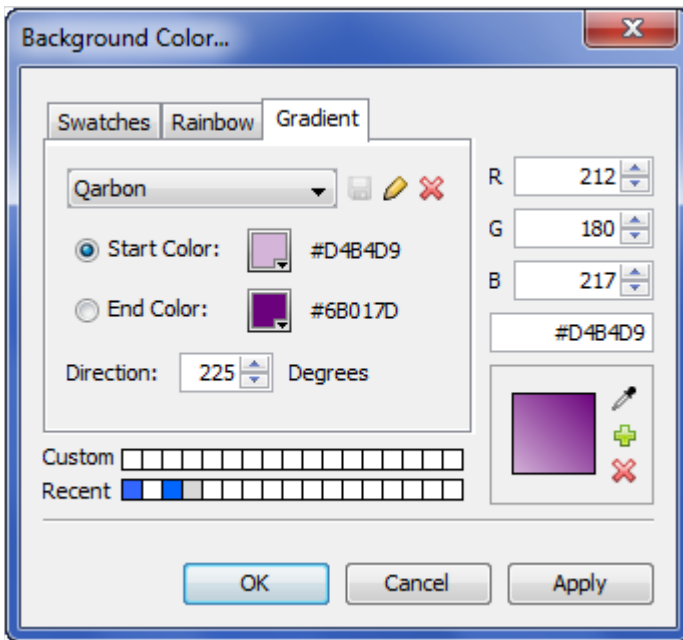 Background Color...
Swatches Rainbow Gradient
Qarbon
Start Color: #D4B4D9
End Color: #6B017D
Direction: 225 Degrees
R 212
G 180
B 217
#D4B4D9
Custom
Recent
OK Cancel Apply